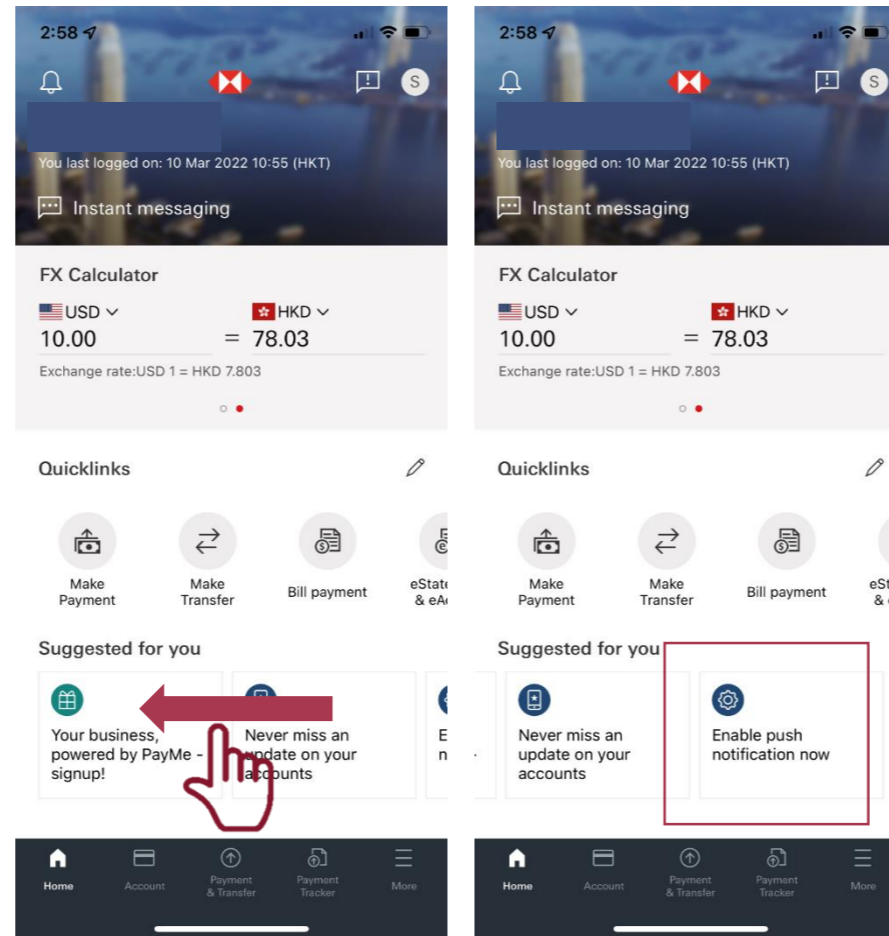 2:58
S
You last logged on: 10 Mar 2022 10:55 (HKT)
Instant messaging
FX Calculator
USD HKD
10.00 = 78.03
Exchange rate:USD 1 = HKD 7.803
Quicklinks
Make
Payment
Make
Transfer
Bill payment
eState
& eAc
Suggested for you
Your business,
powered by PayMe -
signup!
Never miss an
update on your
accounts
E
n
Home
Account
Payment
& Transfer
Payment
Tracker
More
2:58
S
You last logged on: 10 Mar 2022 10:55 (HKT)
Instant messaging
FX Calculator
USD HKD
10.00 = 78.03
Exchange rate:USD 1 = HKD 7.803
Quicklinks
Make
Payment
Make
Transfer
Bill payment
eSt
&
Suggested for you
-
Never miss an
update on your
accounts
Enable push
notification now
Home
Account
Payment
& Transfer
Payment
Tracker
More